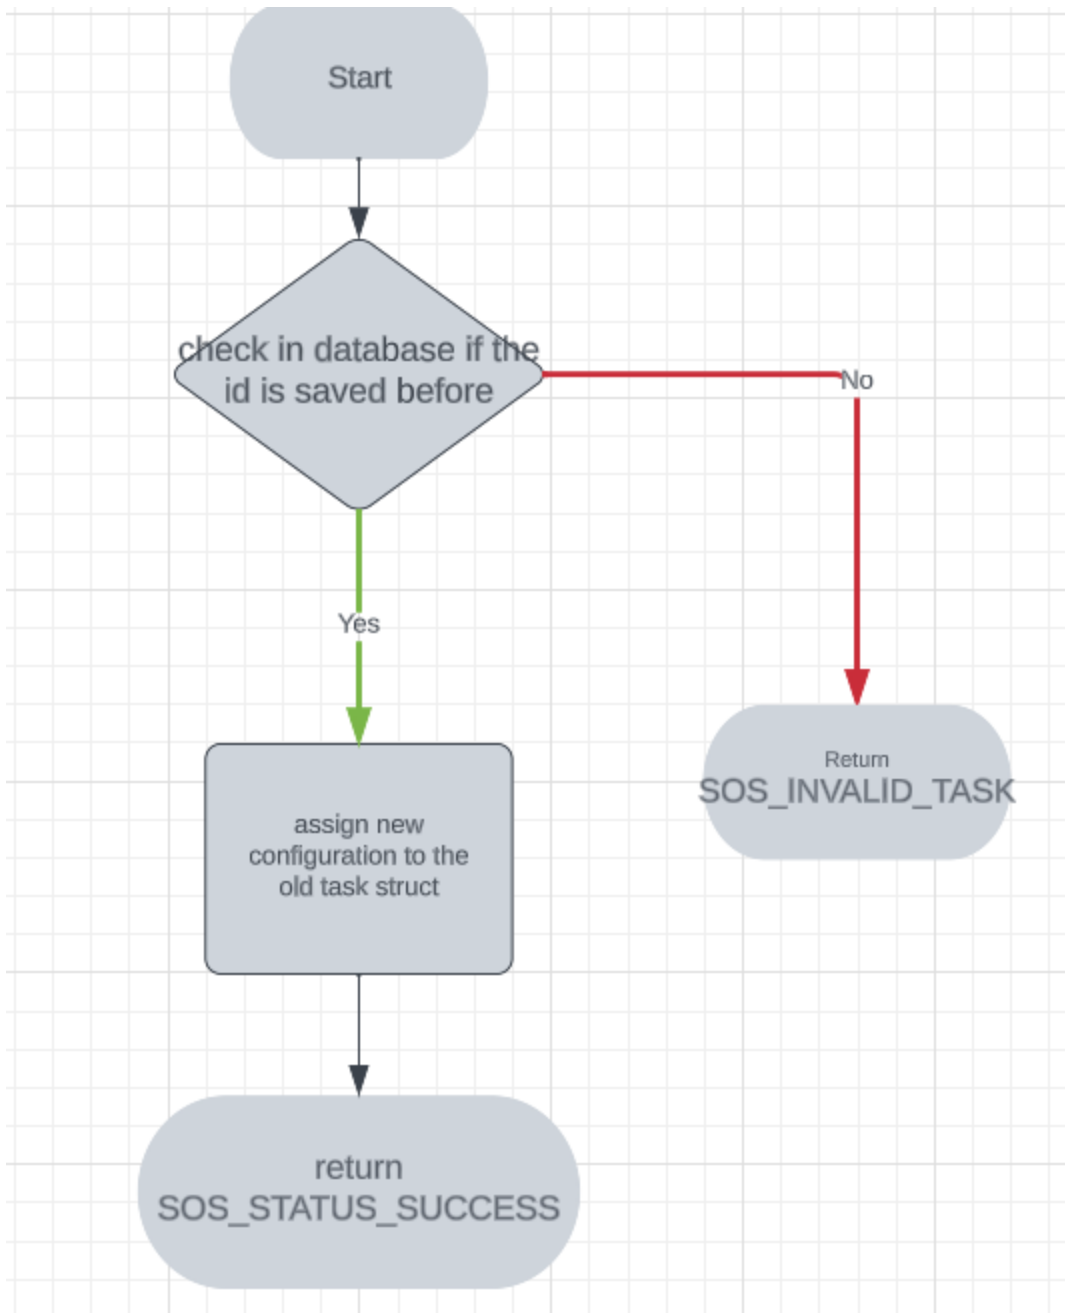 Start
check in database if the
id is saved before
No
Yes
Return
SOS_INVALID_TASK
assign new
configuration to the
old task struct
return
SOS_STATUS_SUCCESS